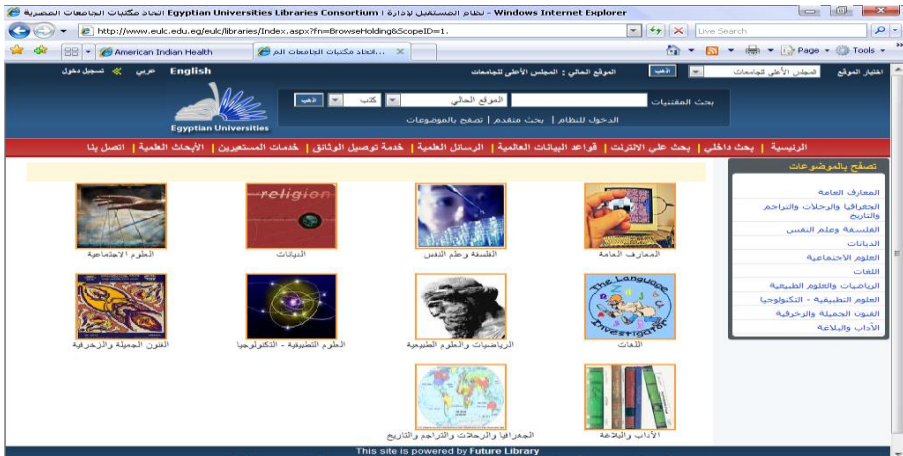 اتحاد مكتبات الجامعات المصرية Egyptian Universities Libraries Consortium ا نظام المستقبل لإدارة - Windows Internet Explorer
http://www.eulc.edu.eg/eulc/libraries/Index.aspx?fn=BrowseHolding&ScopeID=1.
Live Search
American Indian Health
اتحاد مكتبات الجامعات الم...
Page
Tools
اختيار الموقع
المجلس الأعلى للجامعات
اذهب
الموقع الحالي : المجلس الأعلى للجامعات
English
عربي
تسجيل دخول
بحث المقتنيات
الموقع الحالي
كتب
اذهب
الدخول للنظام | بحث متقدم | تصفح بالموضوعات
Egyptian Universities
الرئيسية | بحث داخلي | بحث علي الانترنت | قواعد البيانات العالمية | الرسائل العلمية | خدمة توصيل الوثائق | خدمات المستعيرين | الأبحاث العلمية | اتصل بنا
تصفح بالموضوعات
المعارف العامة
الجغرافيا والرحلات والتراجم
والتاريخ
الفلسفة وعلم النفس
الديانات
العلوم الاجتماعية
اللغات
الرياضيات والعلوم الطبيعية
العلوم التطبيقية - التكنولوجيا
الفنون الجميلة والزخرفية
الآداب والبلاغة
religion
المعارف العامة
الفلسفة وعلم النفس
الديانات
العلوم الاجتماعية
The Language
Investigator
اللغات
الرياضيات والعلوم الطبيعية
العلوم التطبيقية - التكنولوجيا
الفنون الجميلة والزخرفية
الآداب والبلاغة
الجغرافيا والرحلات والتراجم والتاريخ
This site is powered by Future Library